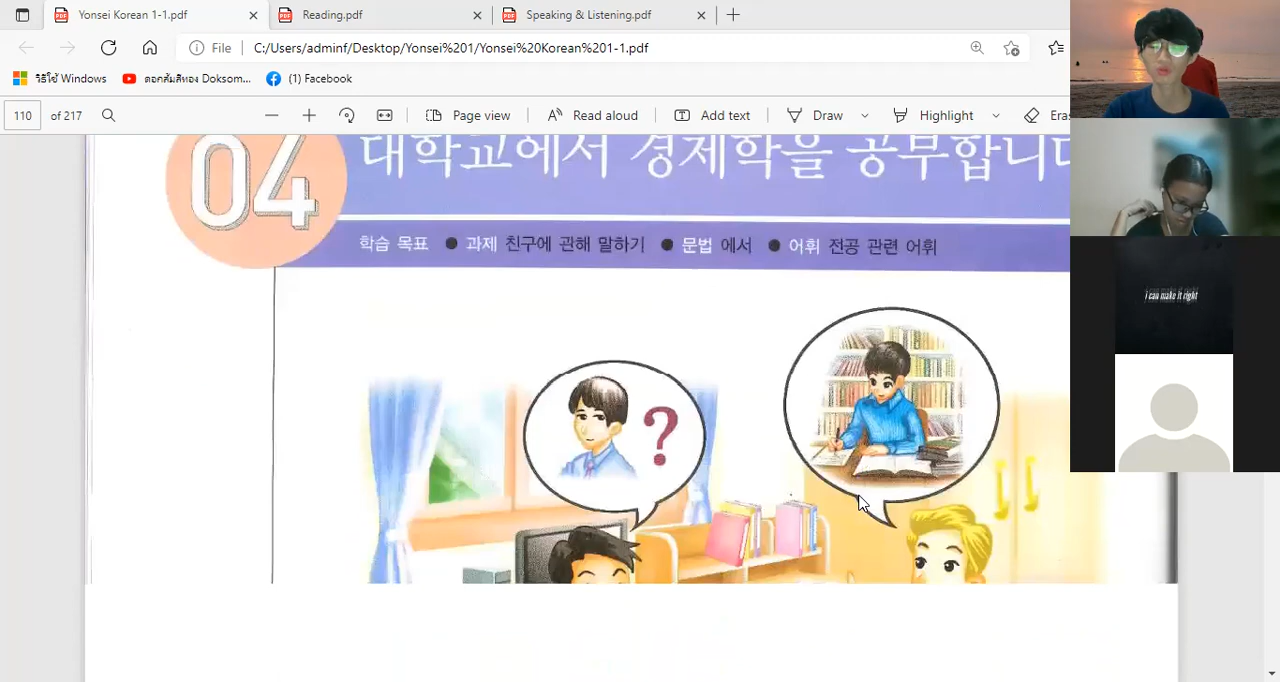 Yonsei Korean 1-1.pdf
Reading.pdf
Speaking & Listening.pdf
File
C:/Users/adminf/Desktop/Yonsei%201/Yonsei%20Korean%201-1.pdf
วิธีใช้ Windows
ดอกส้มสีทอง Doksom...
(1) Facebook
110 of 217
Page view
Read aloud
Add text
Draw
Highlight
Eras
04
대학교에서 경제학을 공부합니다
학습 목표 ● 과제 친구에 관해 말하기 ● 문법 에서 ● 어휘 전공 관련 어휘
?
i can make it right